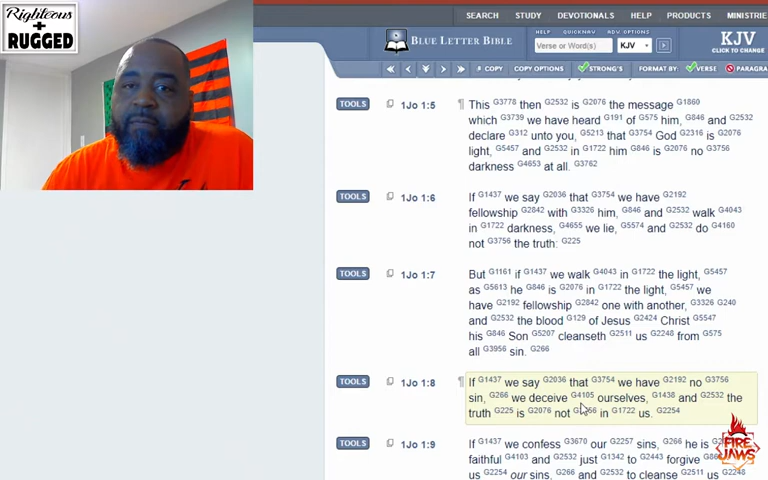 Righteous
+
RUGGED
SEARCH STUDY DEVOTIONALS HELP PRODUCTS MINISTRIE
BLUE LETTER BIBLE
HELP QUICKNAV ADV. OPTIONS
Verse or Word(s) KJV
KJV
CLICK TO CHANGE
COPY COPY OPTIONS STRONG'S FORMAT BY VERSE PARAGRA
TOOLS 1Jo 1:5 ¶ This G3778 then G2532 is G2076 the message G1860
which G3739 we have heard G191 of G575 him, G846 and G2532
declare G312 unto you, G5213 that G3754 God G2316 is G2076
light, G5457 and G2532 in G1722 him G846 is G2076 no G3756
darkness G4653 at all. G3762
TOOLS 1Jo 1:6 If G1437 we say G2036 that G3754 we have G2192
fellowship G2842 with G3326 him, G846 and G2532 walk G4043
in G1722 darkness, G4655 we lie, G5574 and G2532 do G4160
not G3756 the truth: G225
TOOLS 1Jo 1:7 But G1161 if G1437 we walk G4043 in G1722 the light, G5457
as G5613 he G846 is G2076 in G1722 the light, G5457 we
have G2192 fellowship G2842 one with another, G3326 G240
and G2532 the blood G129 of Jesus G2424 Christ G5547
his G846 Son G5207 cleanseth G2511 us G2248 from G575
all G3956 sin. G266
TOOLS 1Jo 1:8 ¶ If G1437 we say G2036 that G3754 we have G2192 no G3756
sin, G266 we deceive G4105 ourselves, G1438 and G2532 the
truth G225 is G2076 not in G1722 us. G2254
TOOLS 1Jo 1:9 If G1437 we confess G3670 our G2257 sins, G266 he is
faithful G4103 and G2532 just G1342 to G2443 forgive
us G2254 our sins, G266 and G2532 to cleanse G2511 us G2248
FIRE
JAWS